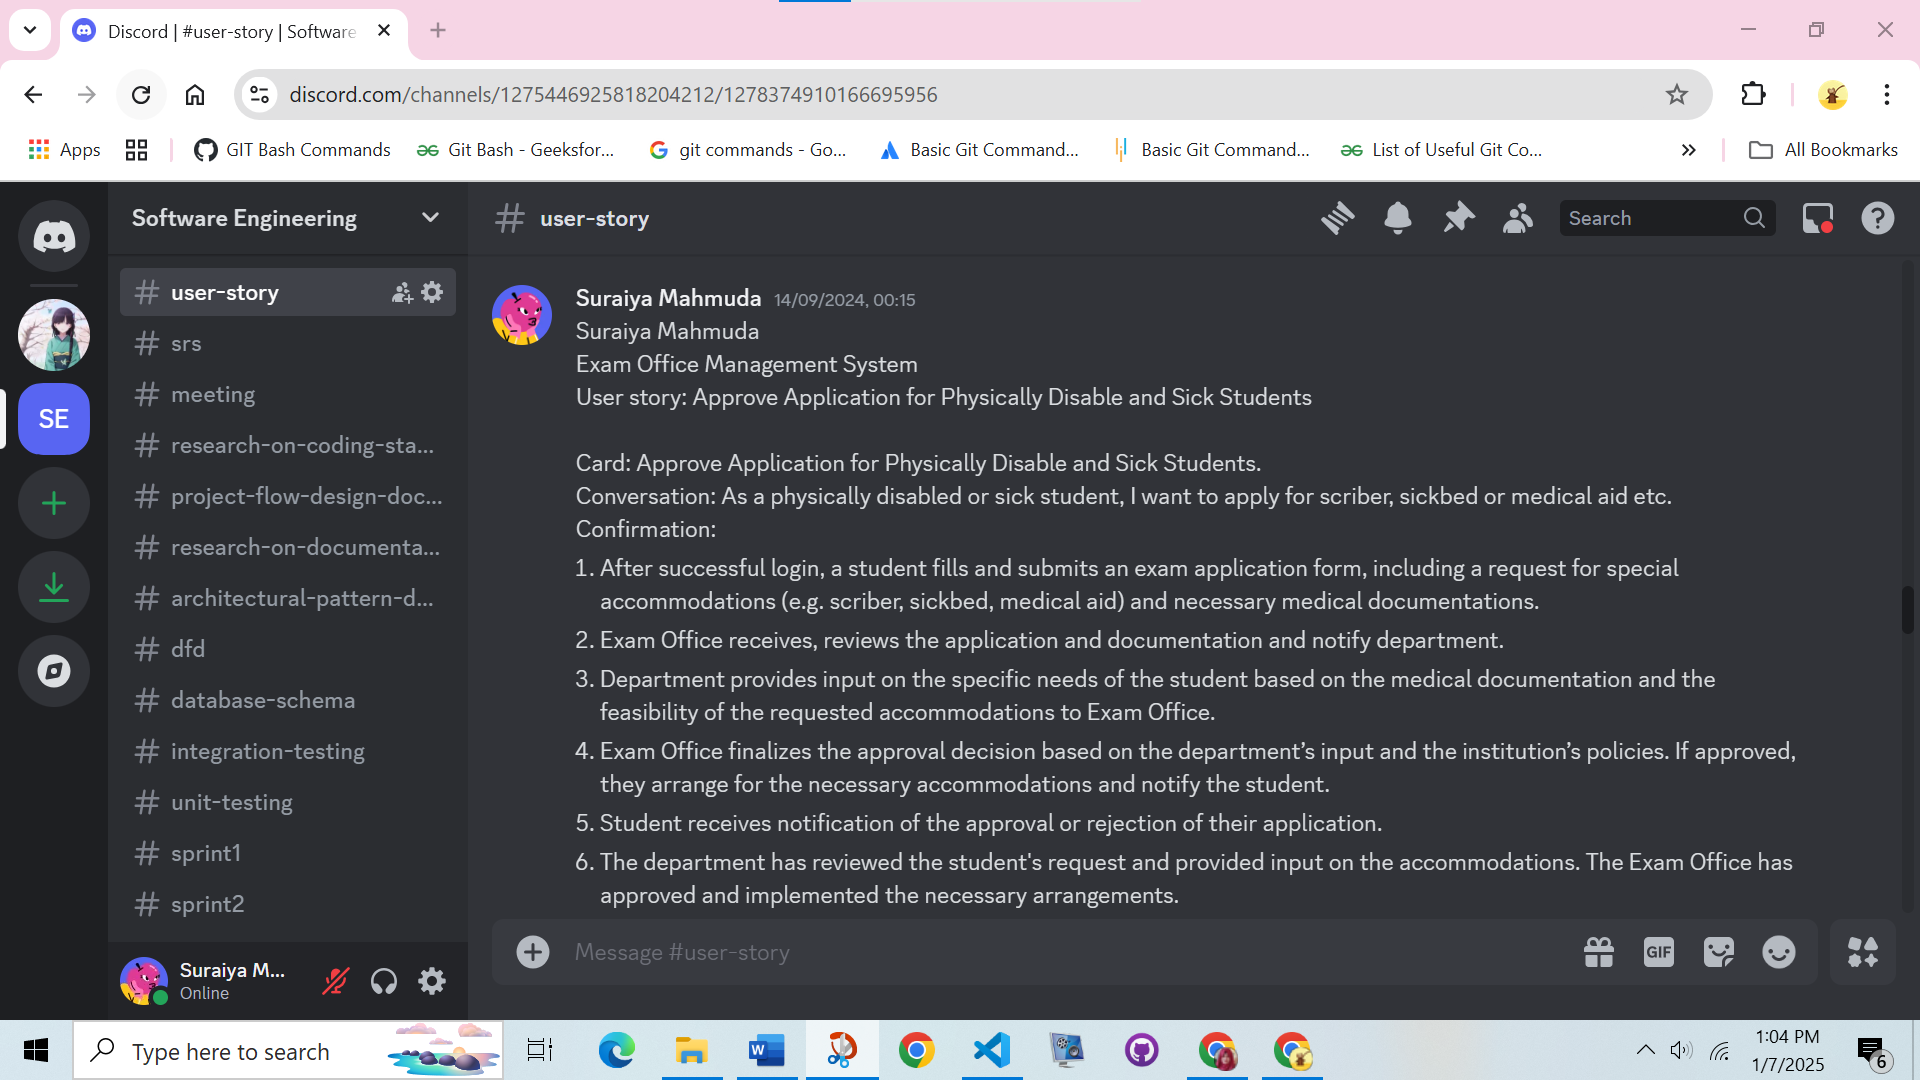 Discord | #user-story | Software
discord.com/channels/1275446925818204212/1278374910166695956
Apps
GIT Bash Commands
Git Bash - Geeksfor...
git commands - Go...
Basic Git Command...
Basic Git Command...
List of Useful Git Co...
All Bookmarks
Software Engineering
user-story
Search
user-story
srs
meeting
SE
research-on-coding-sta...
project-flow-design-doc...
research-on-documenta...
architectural-pattern-d...
dfd
database-schema
integration-testing
unit-testing
sprint1
sprint2
Suraiya M...
Online
Suraiya Mahmuda 14/09/2024, 00:15
Suraiya Mahmuda
Exam Office Management System
User story: Approve Application for Physically Disable and Sick Students
Card: Approve Application for Physically Disable and Sick Students.
Conversation: As a physically disabled or sick student, I want to apply for scriber, sickbed or medical aid etc.
Confirmation:
1. After successful login, a student fills and submits an exam application form, including a request for special
accommodations (e.g. scriber, sickbed, medical aid) and necessary medical documentations.
2. Exam Office receives, reviews the application and documentation and notify department.
3. Department provides input on the specific needs of the student based on the medical documentation and the
feasibility of the requested accommodations to Exam Office.
4. Exam Office finalizes the approval decision based on the department’s input and the institution’s policies. If approved,
they arrange for the necessary accommodations and notify the student.
5. Student receives notification of the approval or rejection of their application.
6. The department has reviewed the student's request and provided input on the accommodations. The Exam Office has
approved and implemented the necessary arrangements.
Message #user-story
GIF
Type here to search
1:04 PM
1/7/2025
6